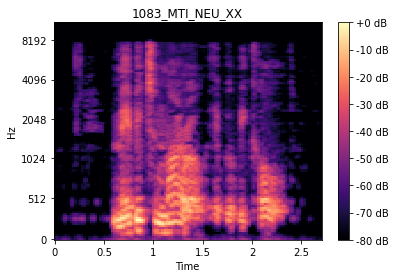 1083_MTI_NEU_XX
Hz
8192
4096
2048
1024
512
0
0
0.5
1
1.5
2
2.5
Time
+0 dB
-10 dB
-20 dB
-30 dB
-40 dB
-50 dB
-60 dB
-70 dB
-80 dB